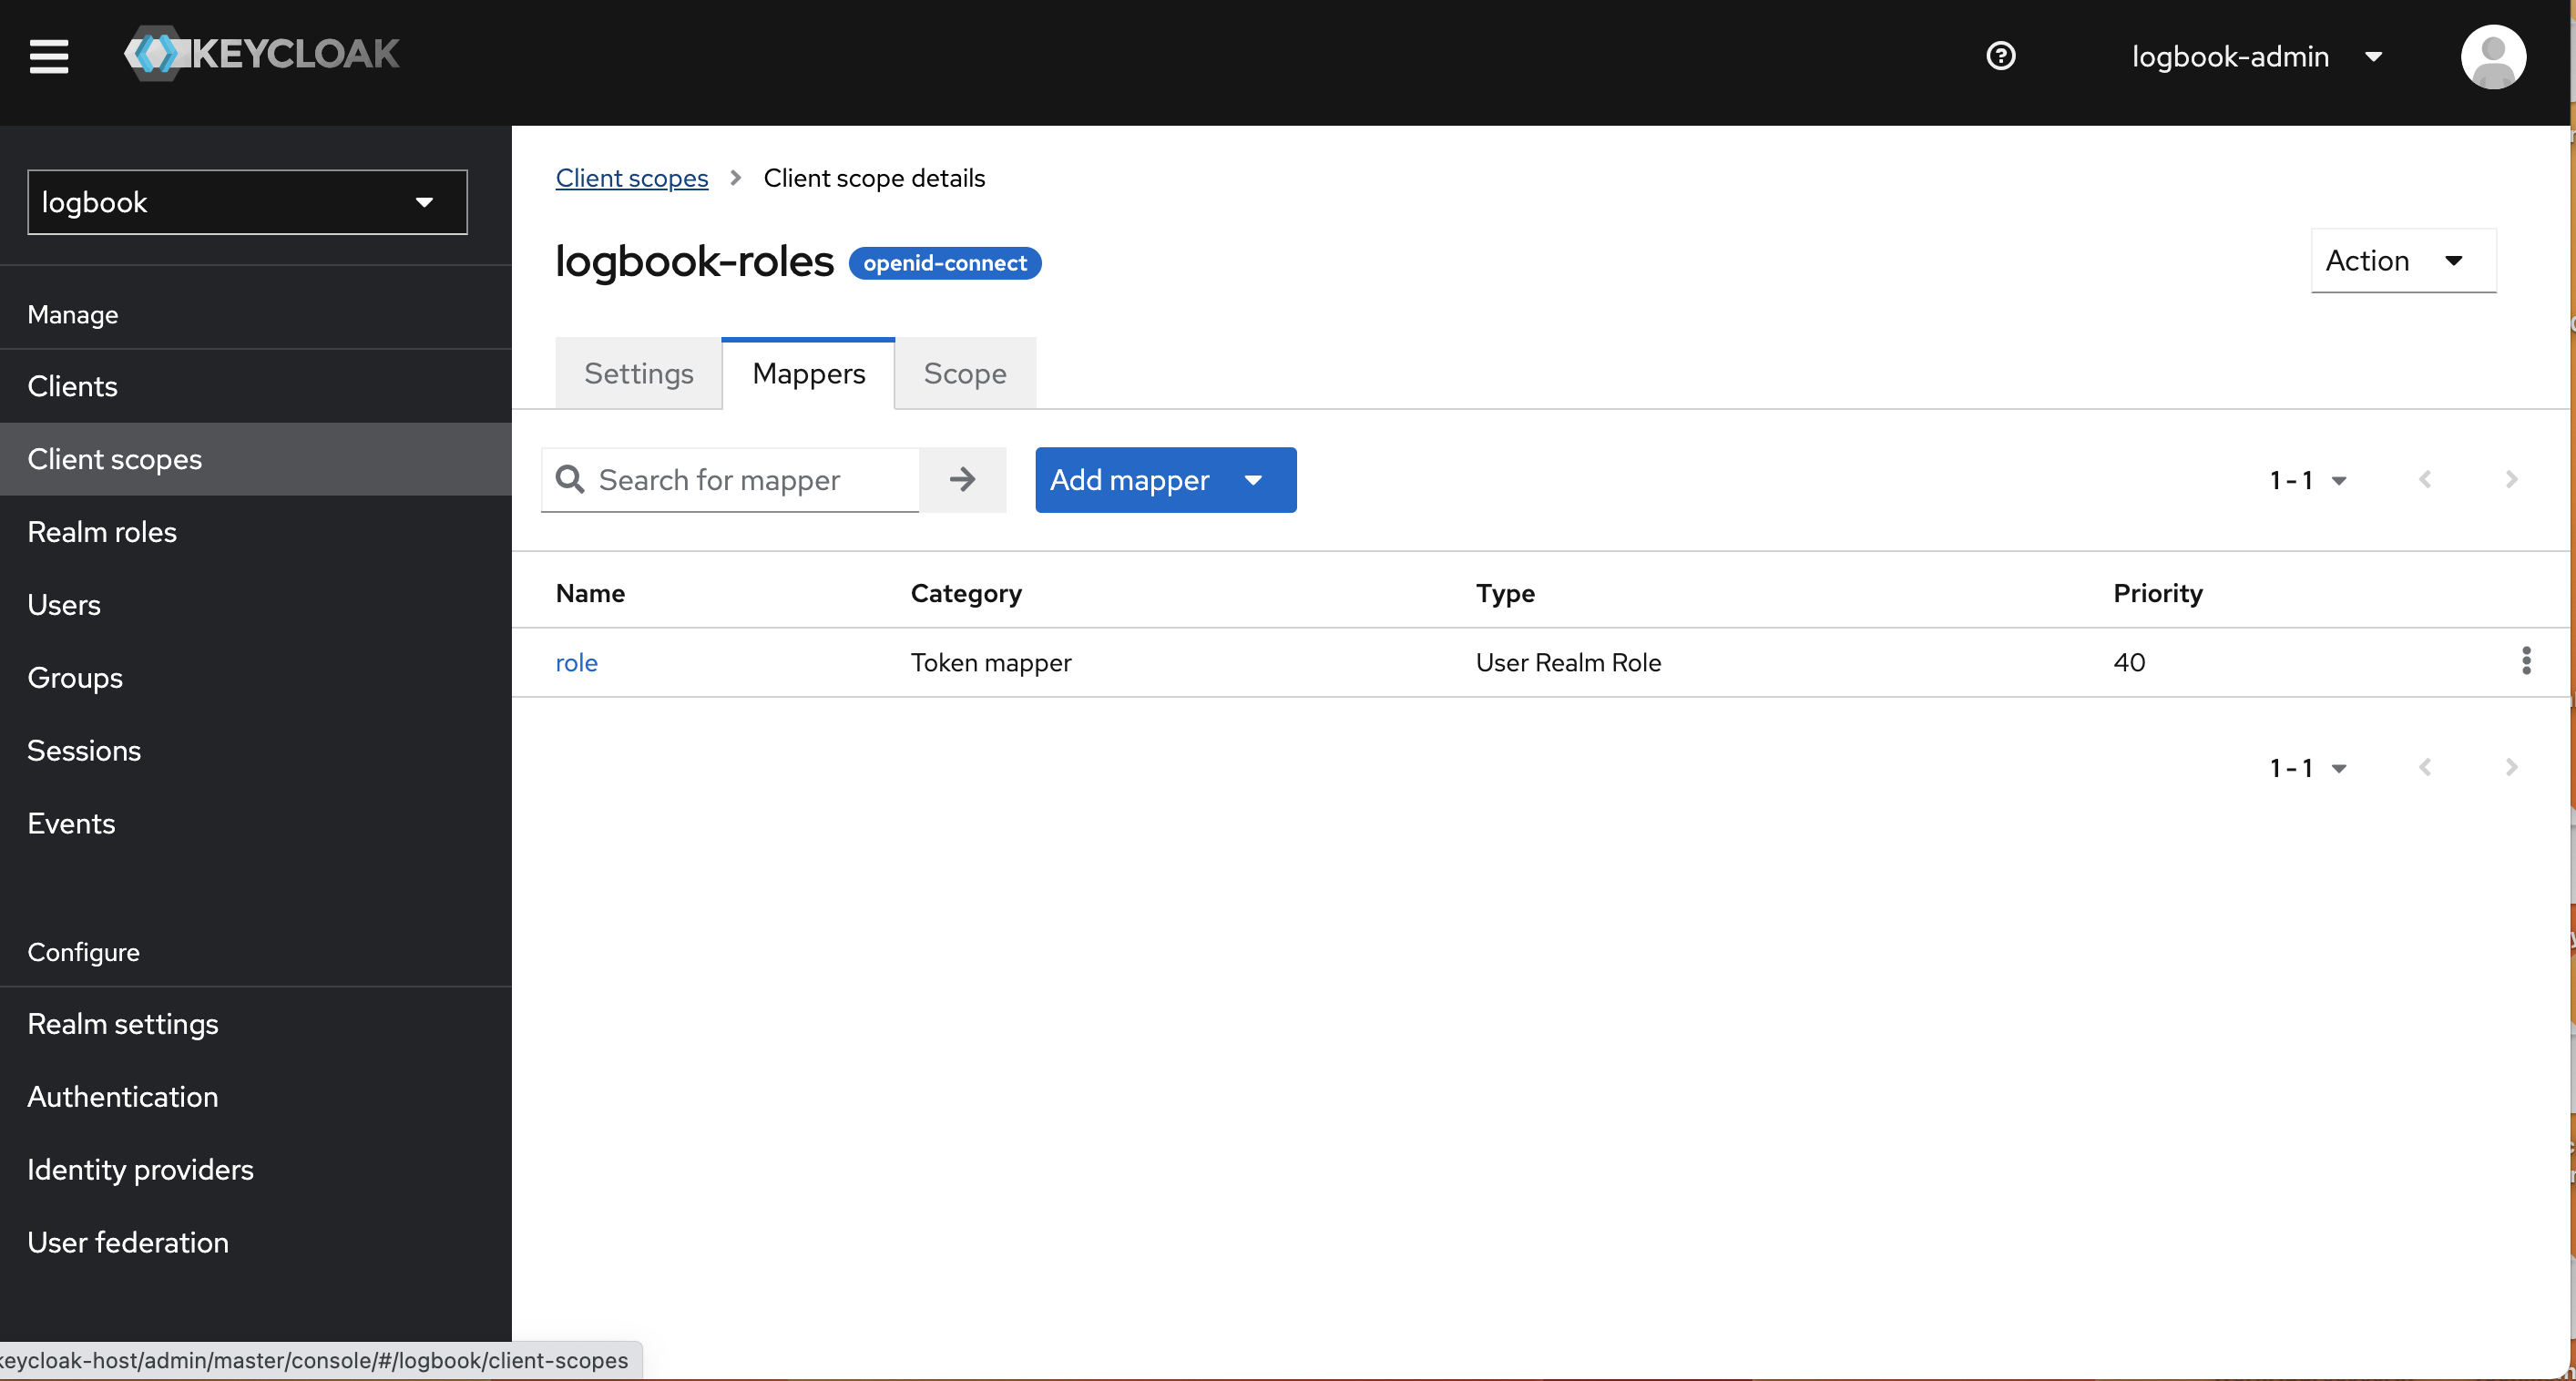 KEYCLOAK
logbook-admin
logbook
Manage
Clients
Client scopes
Realm roles
Users
Groups
Sessions
Events
Configure
Realm settings
Authentication
Identity providers
User federation
Client scopes > Client scope details
logbook-roles openid-connect
Action
Settings Mappers Scope
Search for mapper
Add mapper
1 - 1
Name Category Type Priority
role Token mapper User Realm Role 40
1 - 1
keycloak-host/admin/master/console/#/logbook/client-scopes